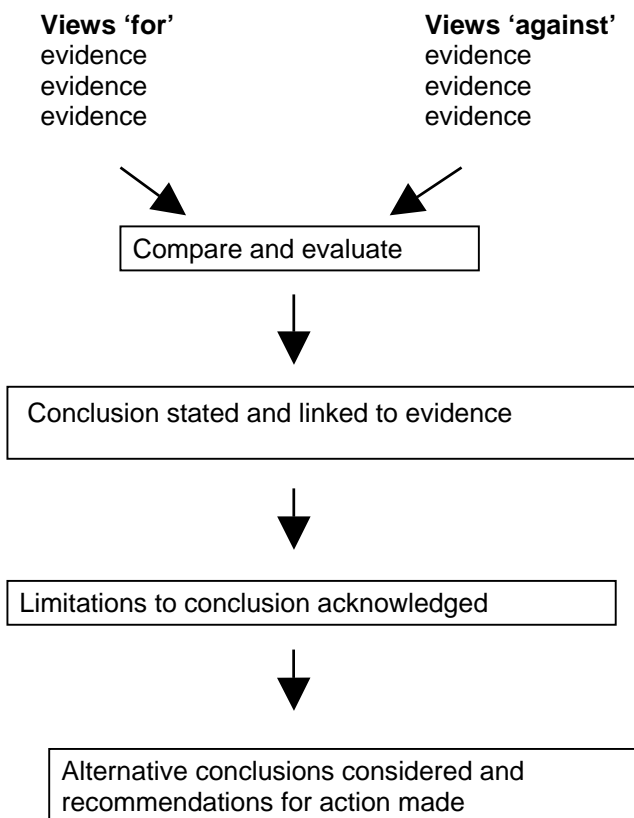 Views ‘for’
evidence
evidence
evidence
Views ‘against’
evidence
evidence
evidence
Compare and evaluate
Conclusion stated and linked to evidence
Limitations to conclusion acknowledged
Alternative conclusions considered and
recommendations for action made